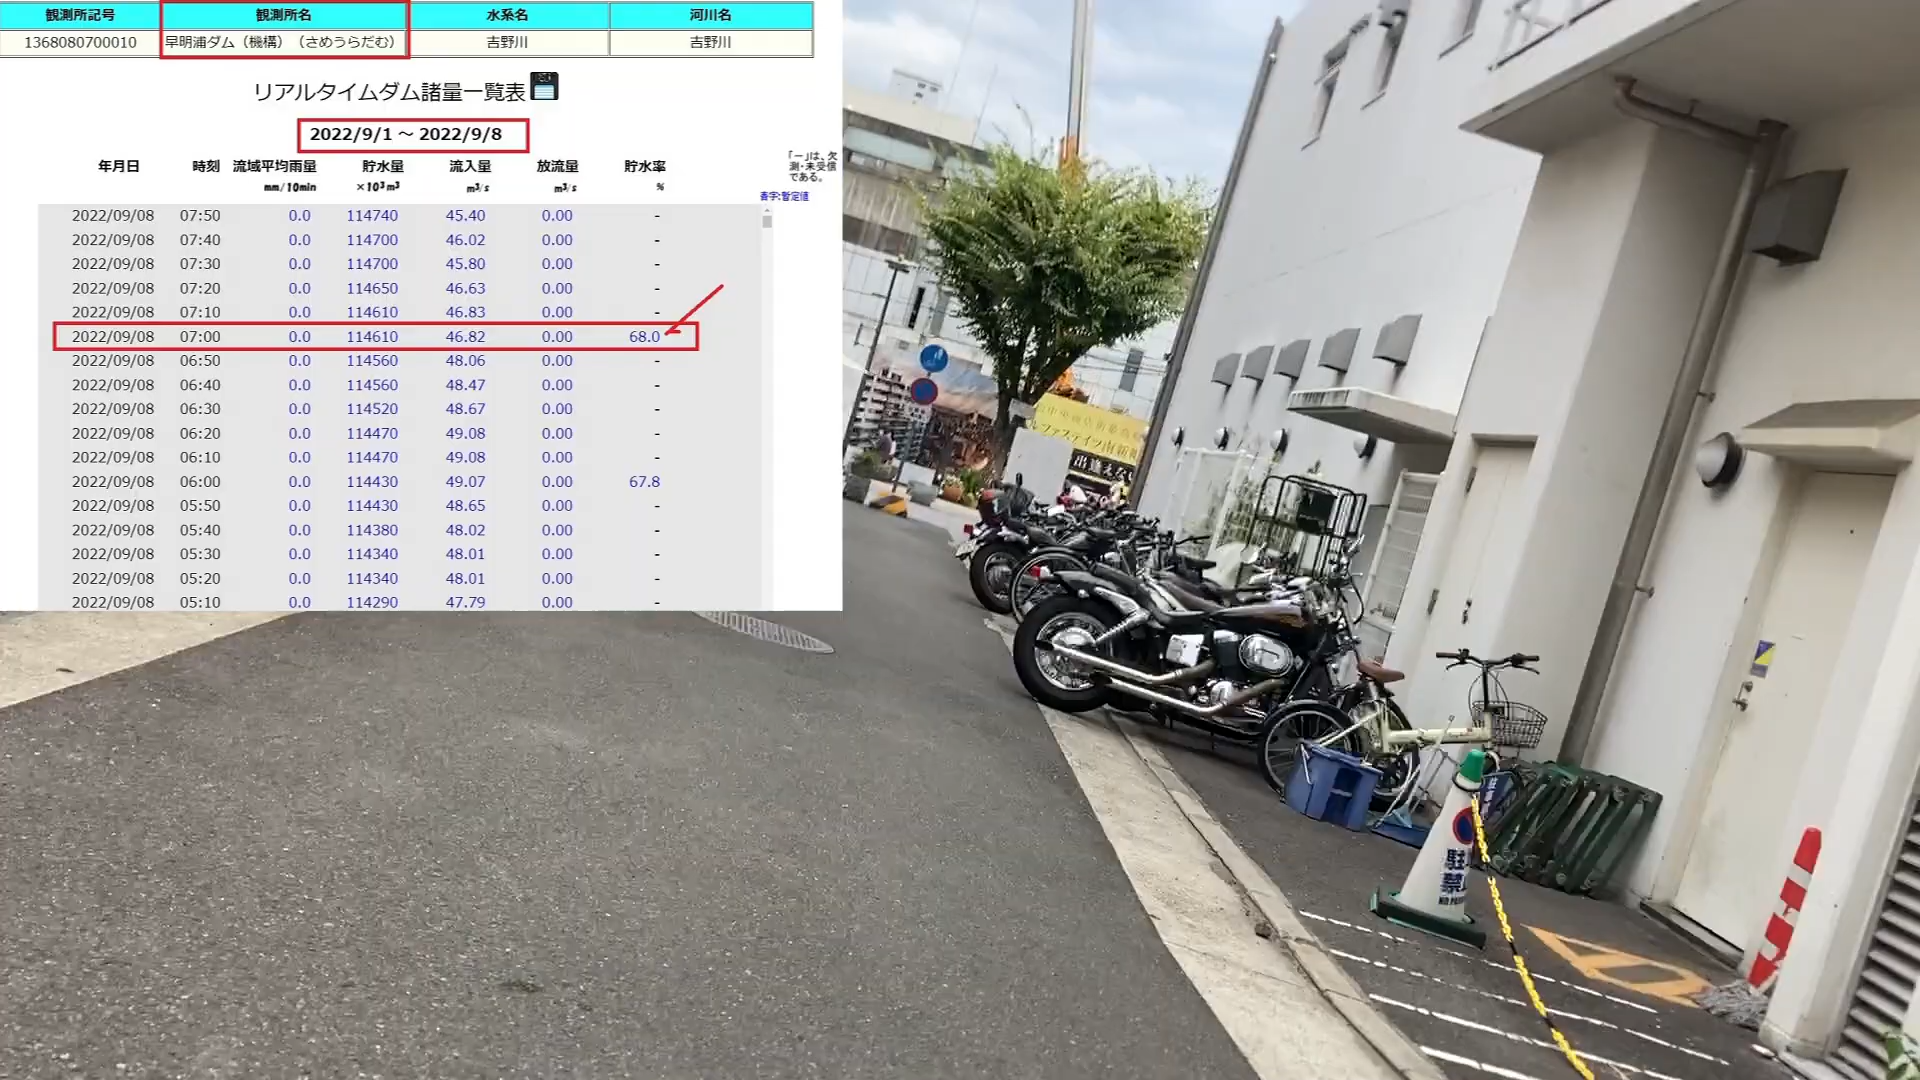 観測所記号 観測所名 水系名 河川名
1368080700010 早明浦ダム（機構）（さめうらだむ） 吉野川 吉野川
リアルタイムダム諸量一覧表
2022/9/1 ～ 2022/9/8
年月日 時刻 流域平均雨量 貯水量 流入量 放流量 貯水率
mm/10min ×10³m³ m³/s m³/s %
「－」は、欠
測・未受信
である。
青字:暫定値
2022/09/08 07:50 0.0 114740 45.40 0.00 -
2022/09/08 07:40 0.0 114700 46.02 0.00 -
2022/09/08 07:30 0.0 114700 45.80 0.00 -
2022/09/08 07:20 0.0 114650 46.63 0.00 -
2022/09/08 07:10 0.0 114610 46.83 0.00 -
2022/09/08 07:00 0.0 114610 46.82 0.00 68.0
2022/09/08 06:50 0.0 114560 48.06 0.00 -
2022/09/08 06:40 0.0 114560 48.47 0.00 -
2022/09/08 06:30 0.0 114520 48.67 0.00 -
2022/09/08 06:20 0.0 114470 49.08 0.00 -
2022/09/08 06:10 0.0 114470 49.08 0.00 -
2022/09/08 06:00 0.0 114430 49.07 0.00 67.8
2022/09/08 05:50 0.0 114430 48.65 0.00 -
2022/09/08 05:40 0.0 114380 48.02 0.00 -
2022/09/08 05:30 0.0 114340 48.01 0.00 -
2022/09/08 05:20 0.0 114340 48.01 0.00 -
2022/09/08 05:10 0.0 114290 47.79 0.00 -
ルファステイツ南新町
出逢えな
駐
禁